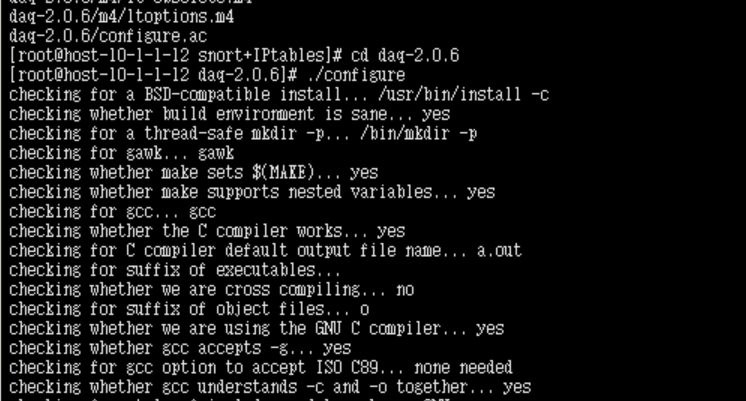 daq-2.0.6/m4/ltoptions.m4
daq-2.0.6/configure.ac
[root@host-10-1-1-12 snort+IPtables]# cd daq-2.0.6
[root@host-10-1-1-12 daq-2.0.6]# ./configure
checking for a BSD-compatible install... /usr/bin/install -c
checking whether build environment is sane... yes
checking for a thread-safe mkdir -p... /bin/mkdir -p
checking for gawk... gawk
checking whether make sets $(MAKE)... yes
checking whether make supports nested variables... yes
checking for gcc... gcc
checking whether the C compiler works... yes
checking for C compiler default output file name... a.out
checking for suffix of executables...
checking whether we are cross compiling... no
checking for suffix of object files... o
checking whether we are using the GNU C compiler... yes
checking whether gcc accepts -g... yes
checking for gcc option to accept ISO C89... none needed
checking whether gcc understands -c and -o together... yes